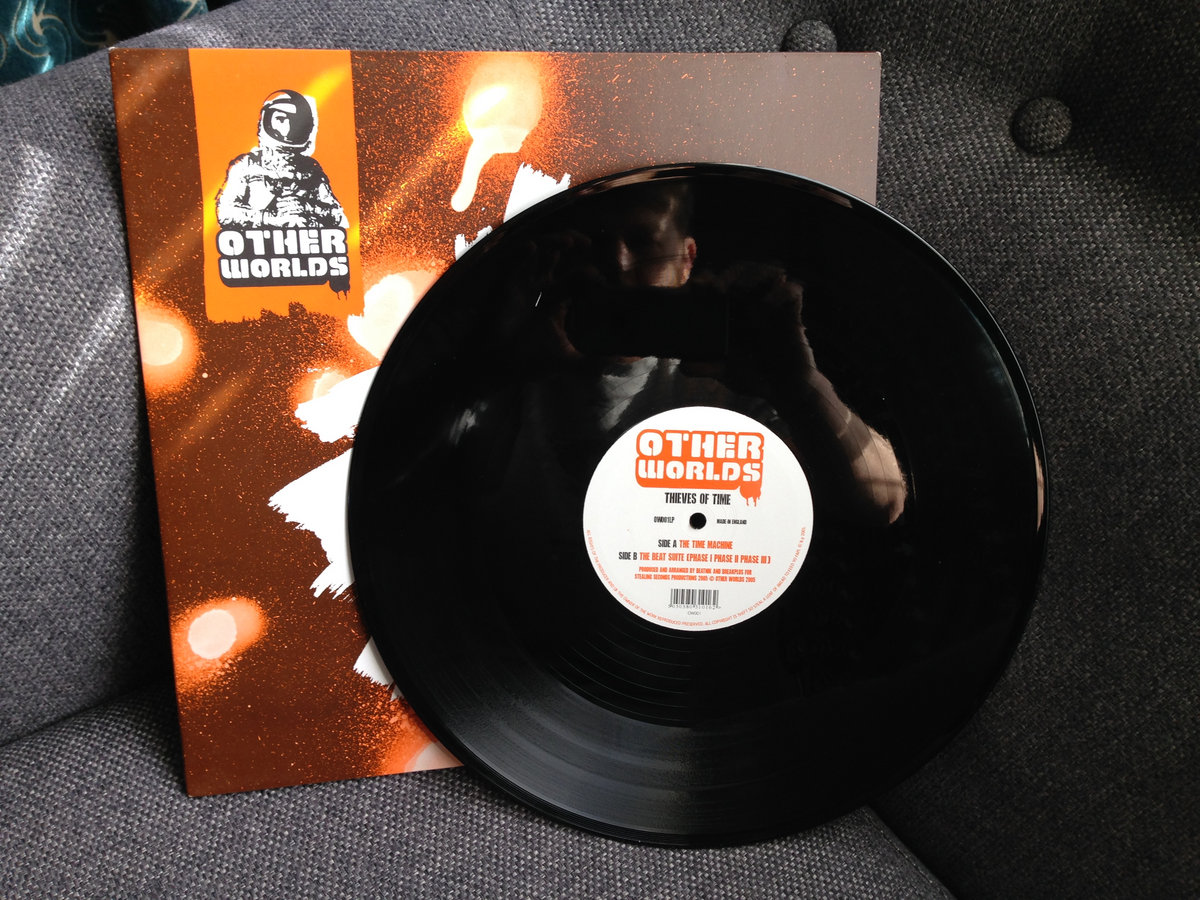 OTHER
WORLDS
OTHER
WORLDS
THIEVES OF TIME
OW001LP
MADE IN ENGLAND
SIDE A THE TIME MACHINE
SIDE B THE BEAT SUITE (PHASE I PHASE II PHASE III)
PRODUCED AND ARRANGED BY BEATNIK AND BREAKPLUS FOR
STEALING SECONDS PRODUCTIONS 2005 © OTHER WORLDS 2005
OW001